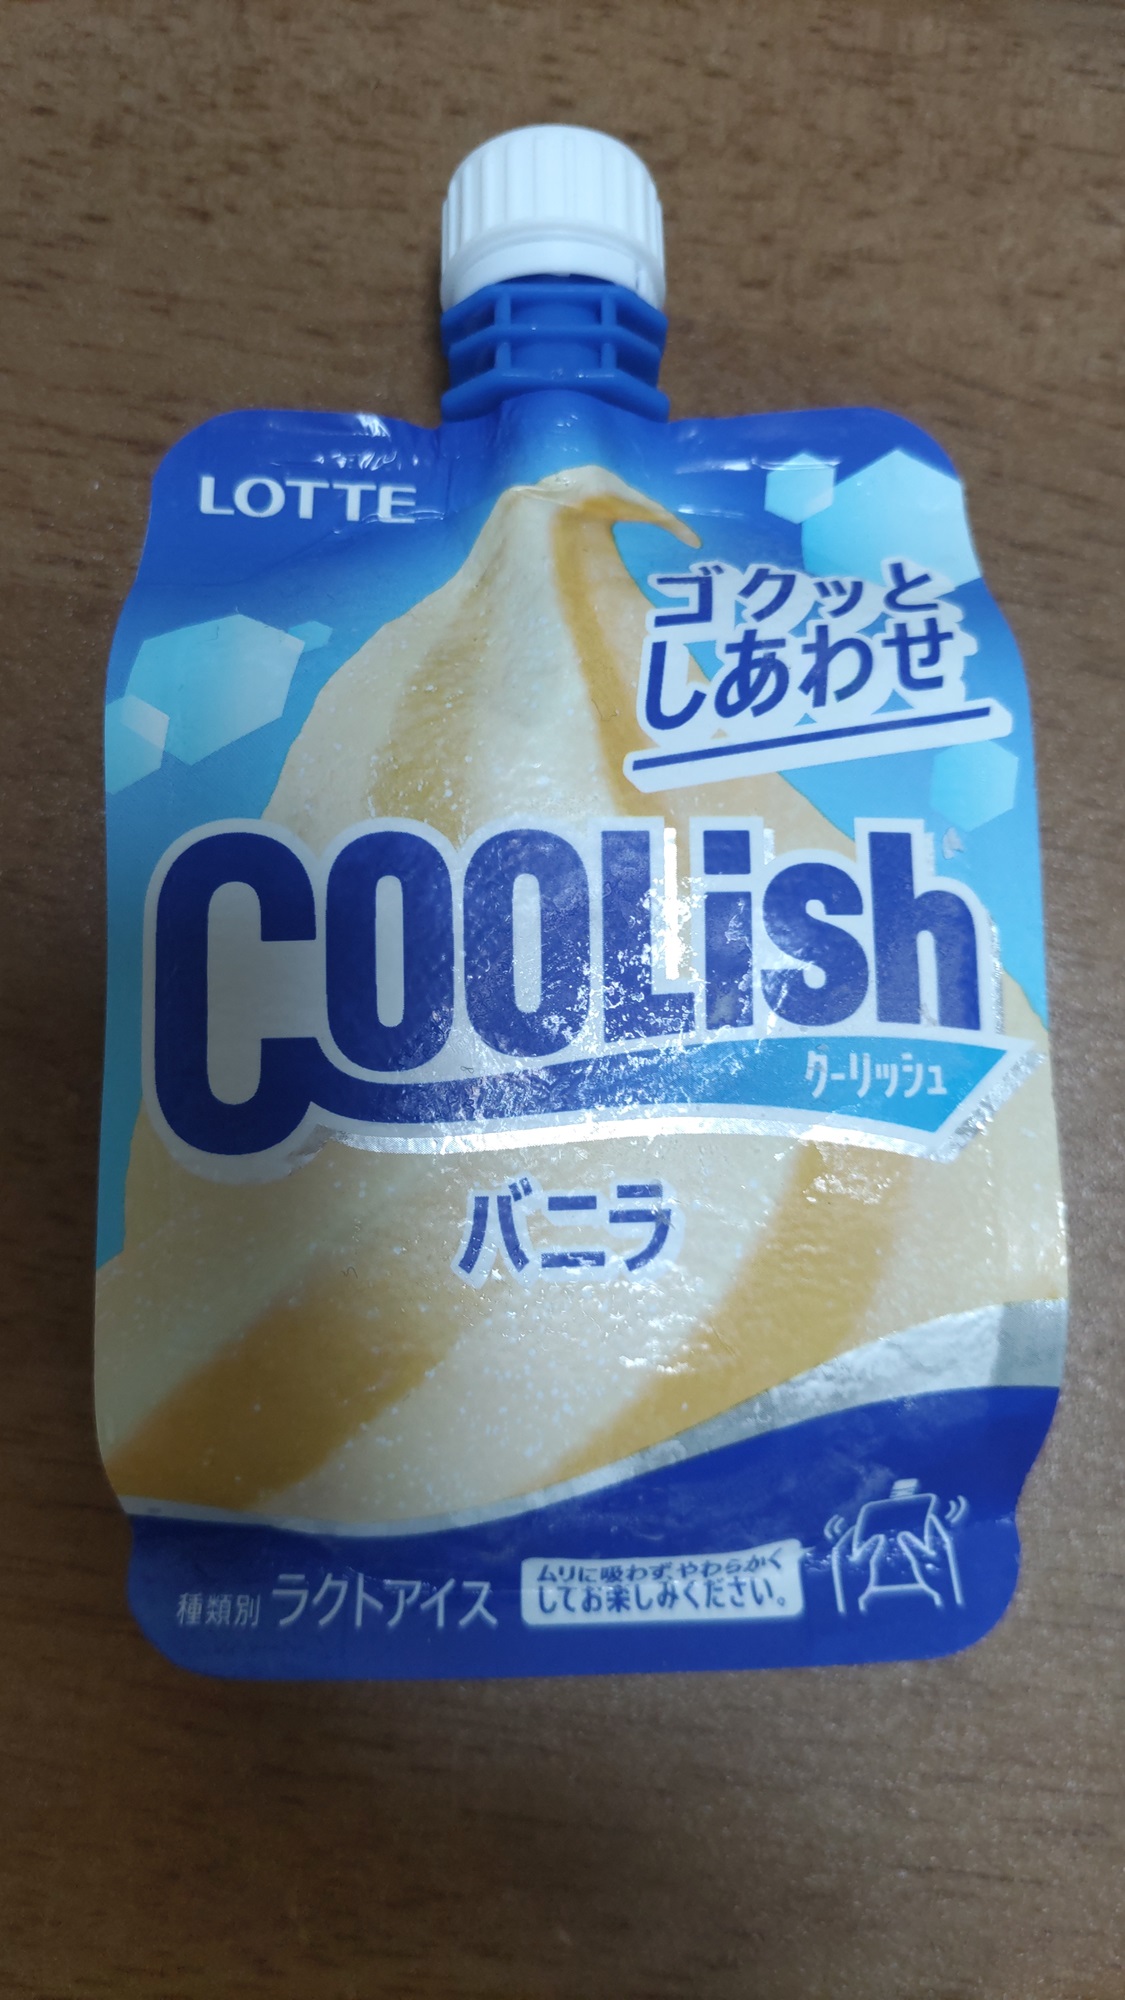 LOTTE
ゴクッと
しあわせ
COOLish
クーリッシュ
バニラ
種類別 ラクトアイス
ムリに吸わず、やわらかく
してお楽しみください。